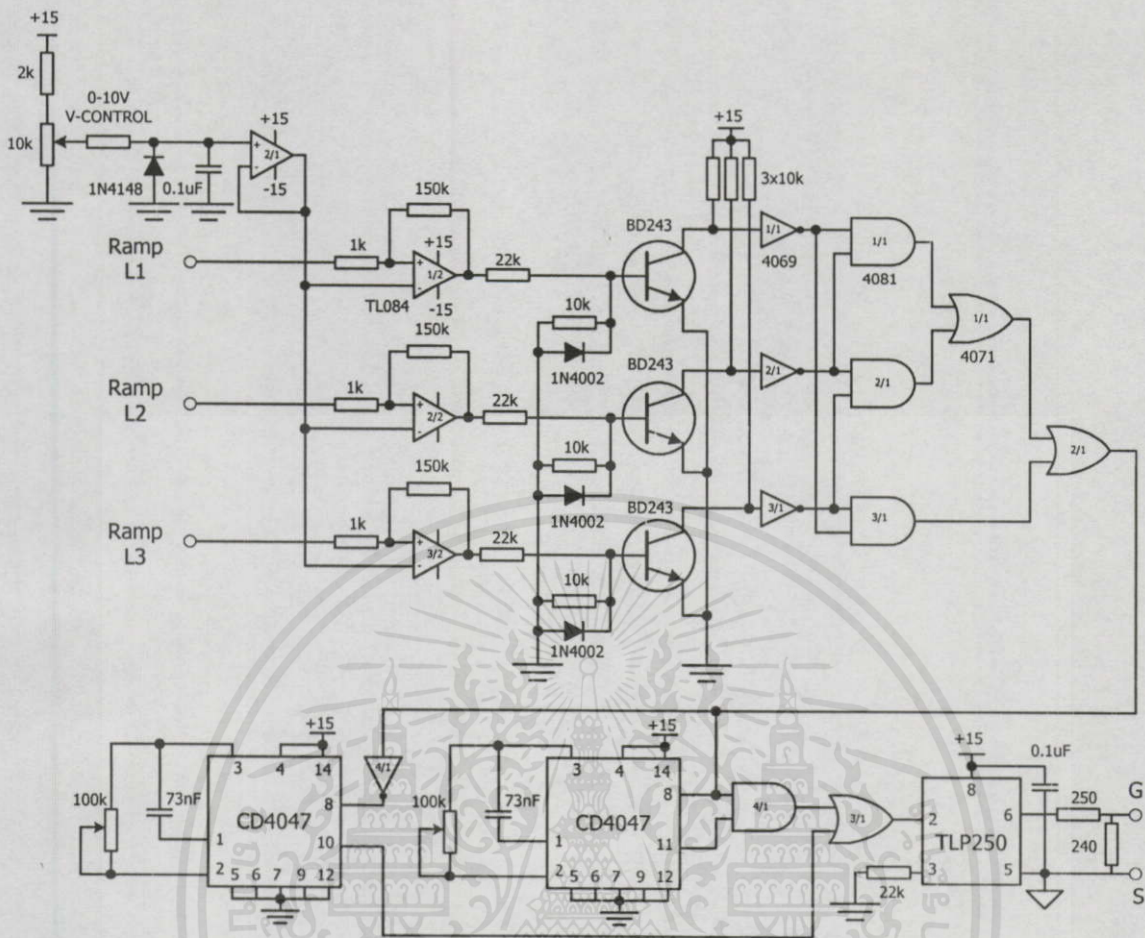 +15
2k
0-10V
V-CONTROL
10k
+15
+
2/1
-
-15
1N4148
0.1uF
+15
3x10k
150k
Ramp
L1
1k
+15
+
1/2
-
-15
TL084
22k
BD243
10k
1N4002
1/1
4069
1/1
4081
1/1
4071
150k
Ramp
L2
1k
+
2/2
-
22k
BD243
10k
1N4002
2/1
2/1
2/1
150k
Ramp
L3
1k
+
3/2
-
22k
BD243
10k
1N4002
3/1
3/1
+15
3 4 14
100k
73nF
8
CD4047
1 10
2 5 6 7 9 12
4/1
+15
3 4 14
100k
73nF
8
CD4047
1 11
2 5 6 7 9 12
4/1
3/1
+15
0.1uF
8
2 6
TLP250
3 5
22k
250
240
G
S